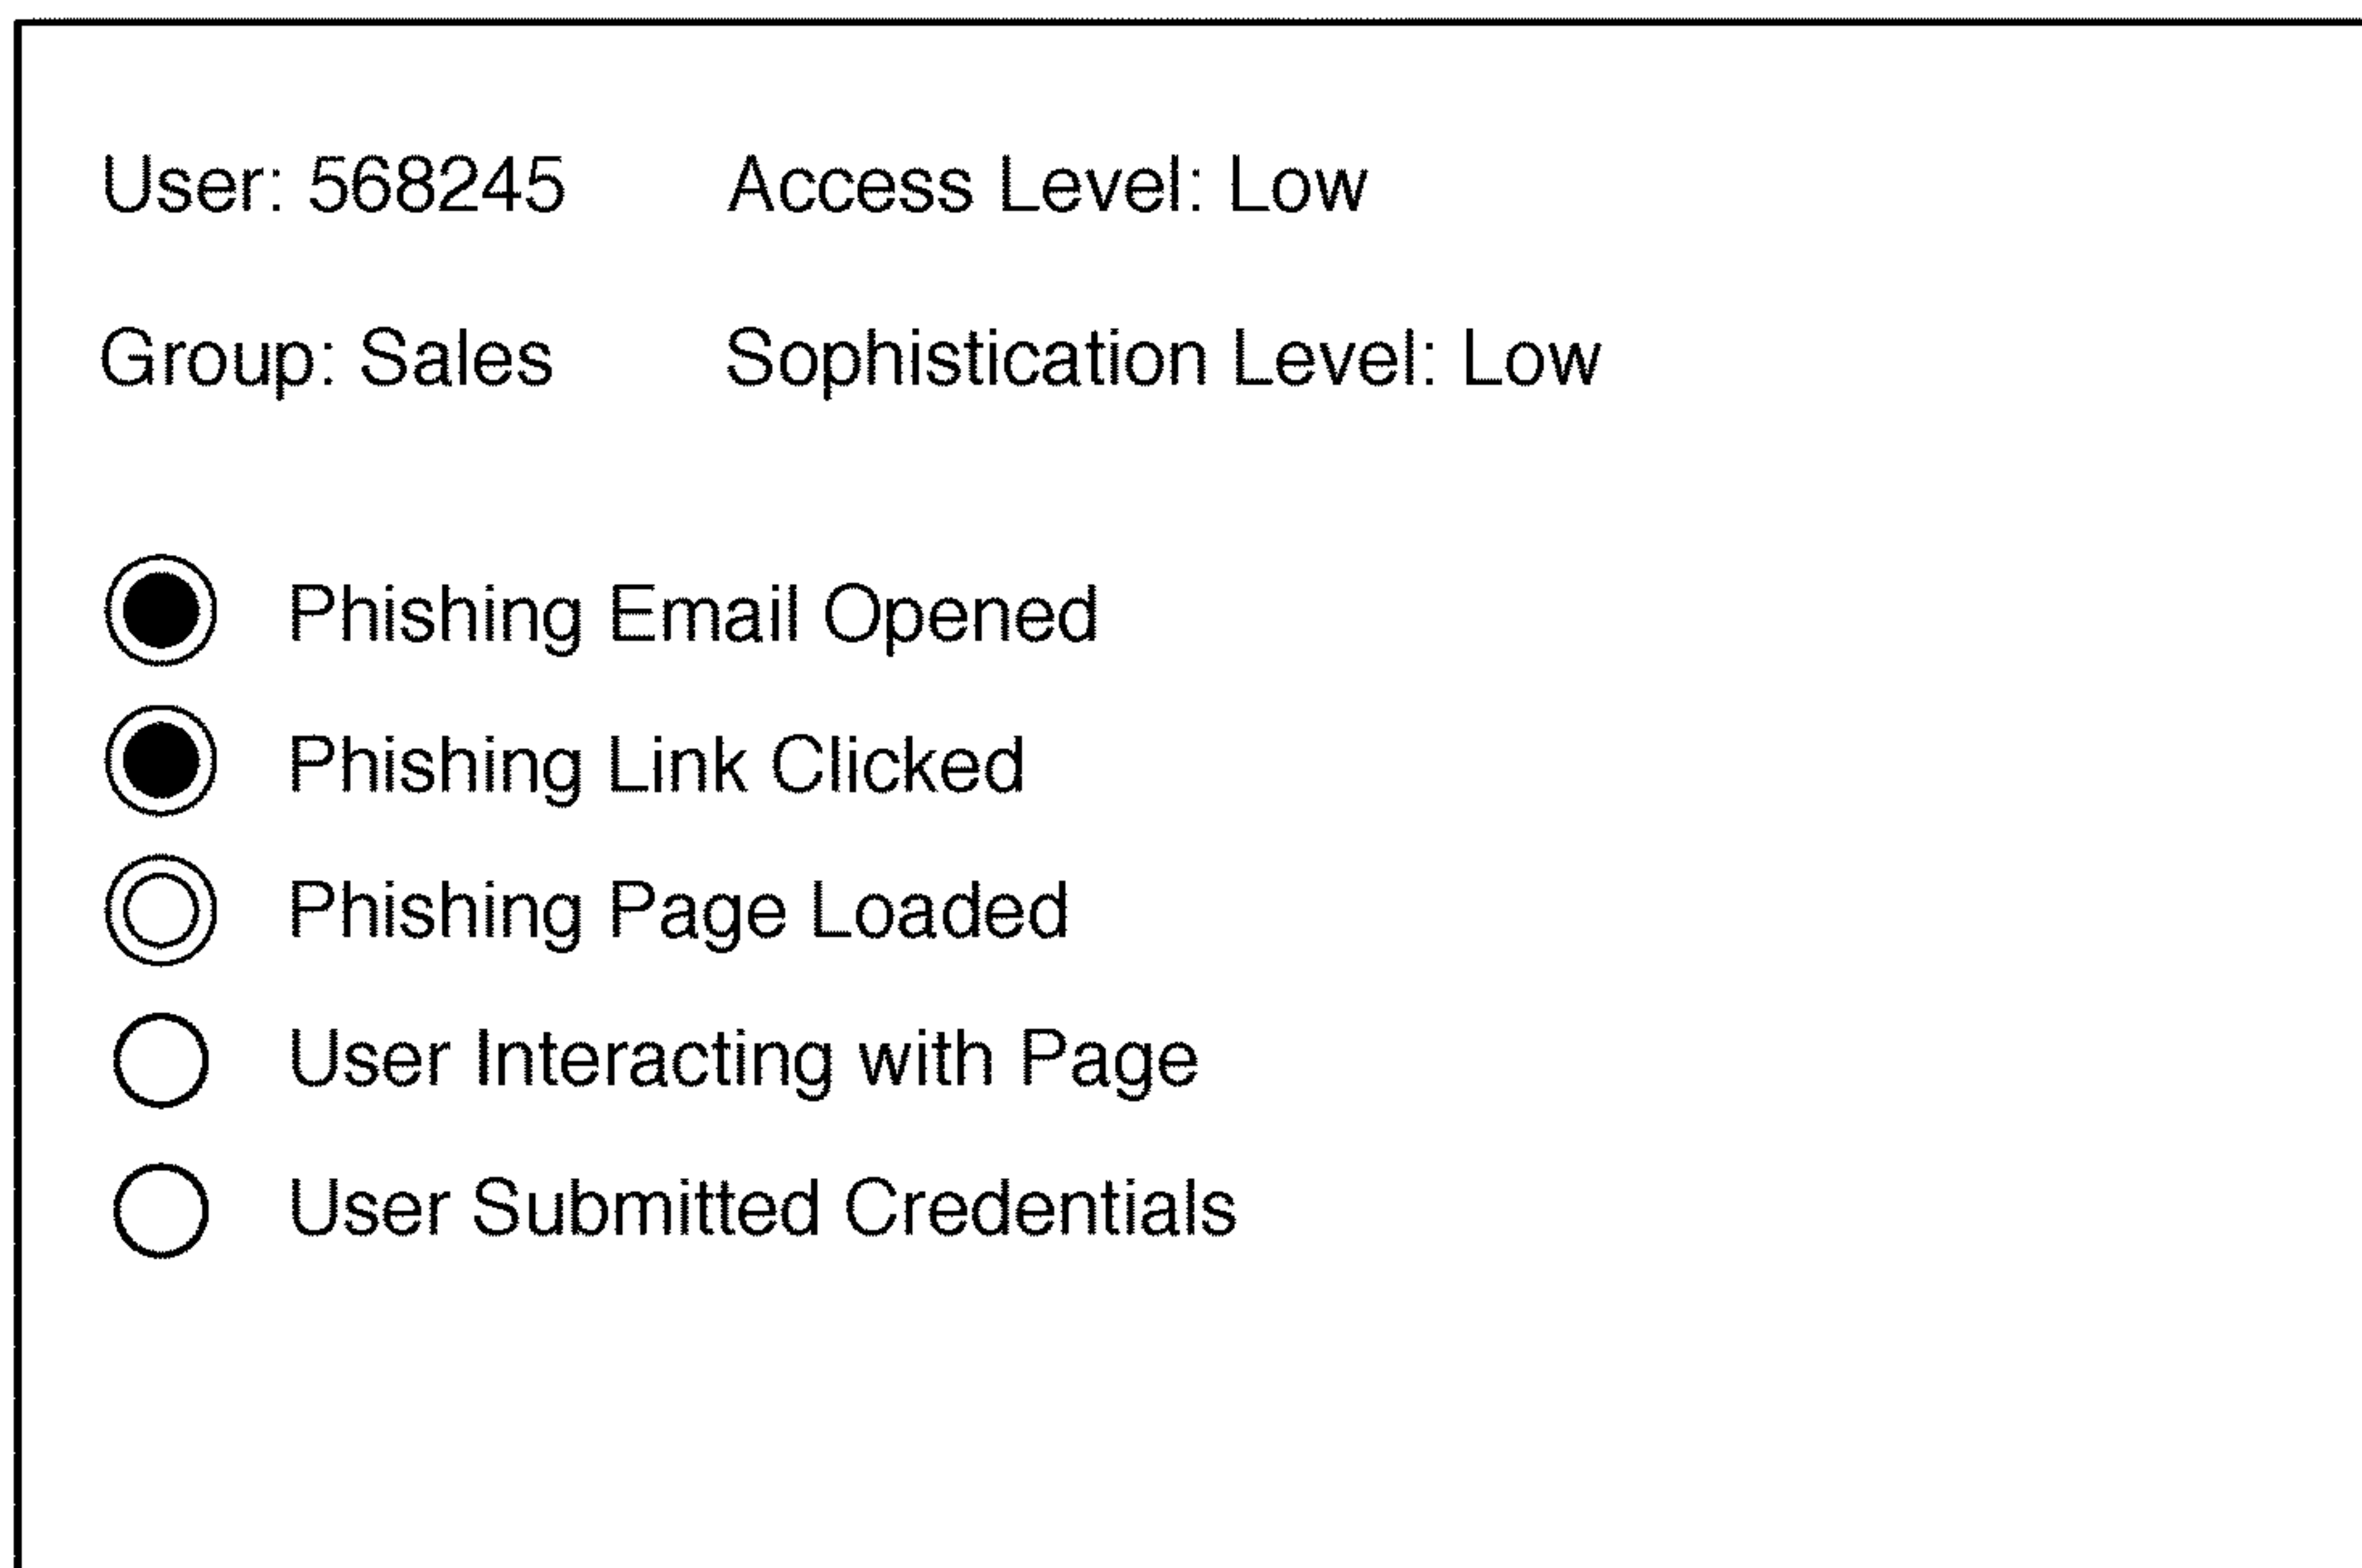 User: 568245 Access Level: Low
Group: Sales Sophistication Level: Low
Phishing Email Opened
Phishing Link Clicked
Phishing Page Loaded
User Interacting with Page
User Submitted Credentials